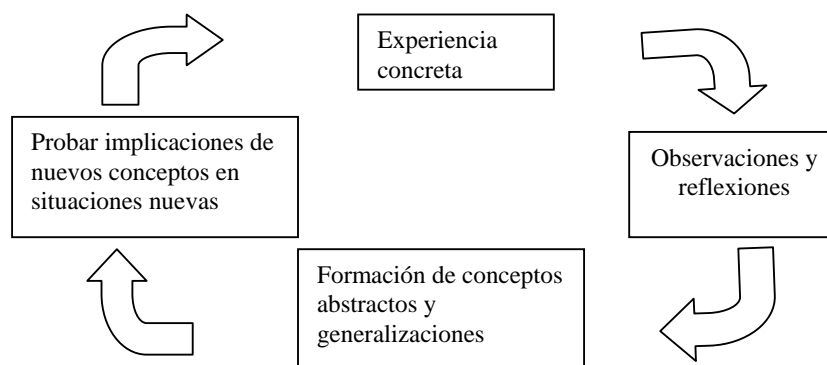 Experiencia
concreta
Probar implicaciones de
nuevos conceptos en
situaciones nuevas
Observaciones y
reflexiones
Formación de conceptos
abstractos y
generalizaciones